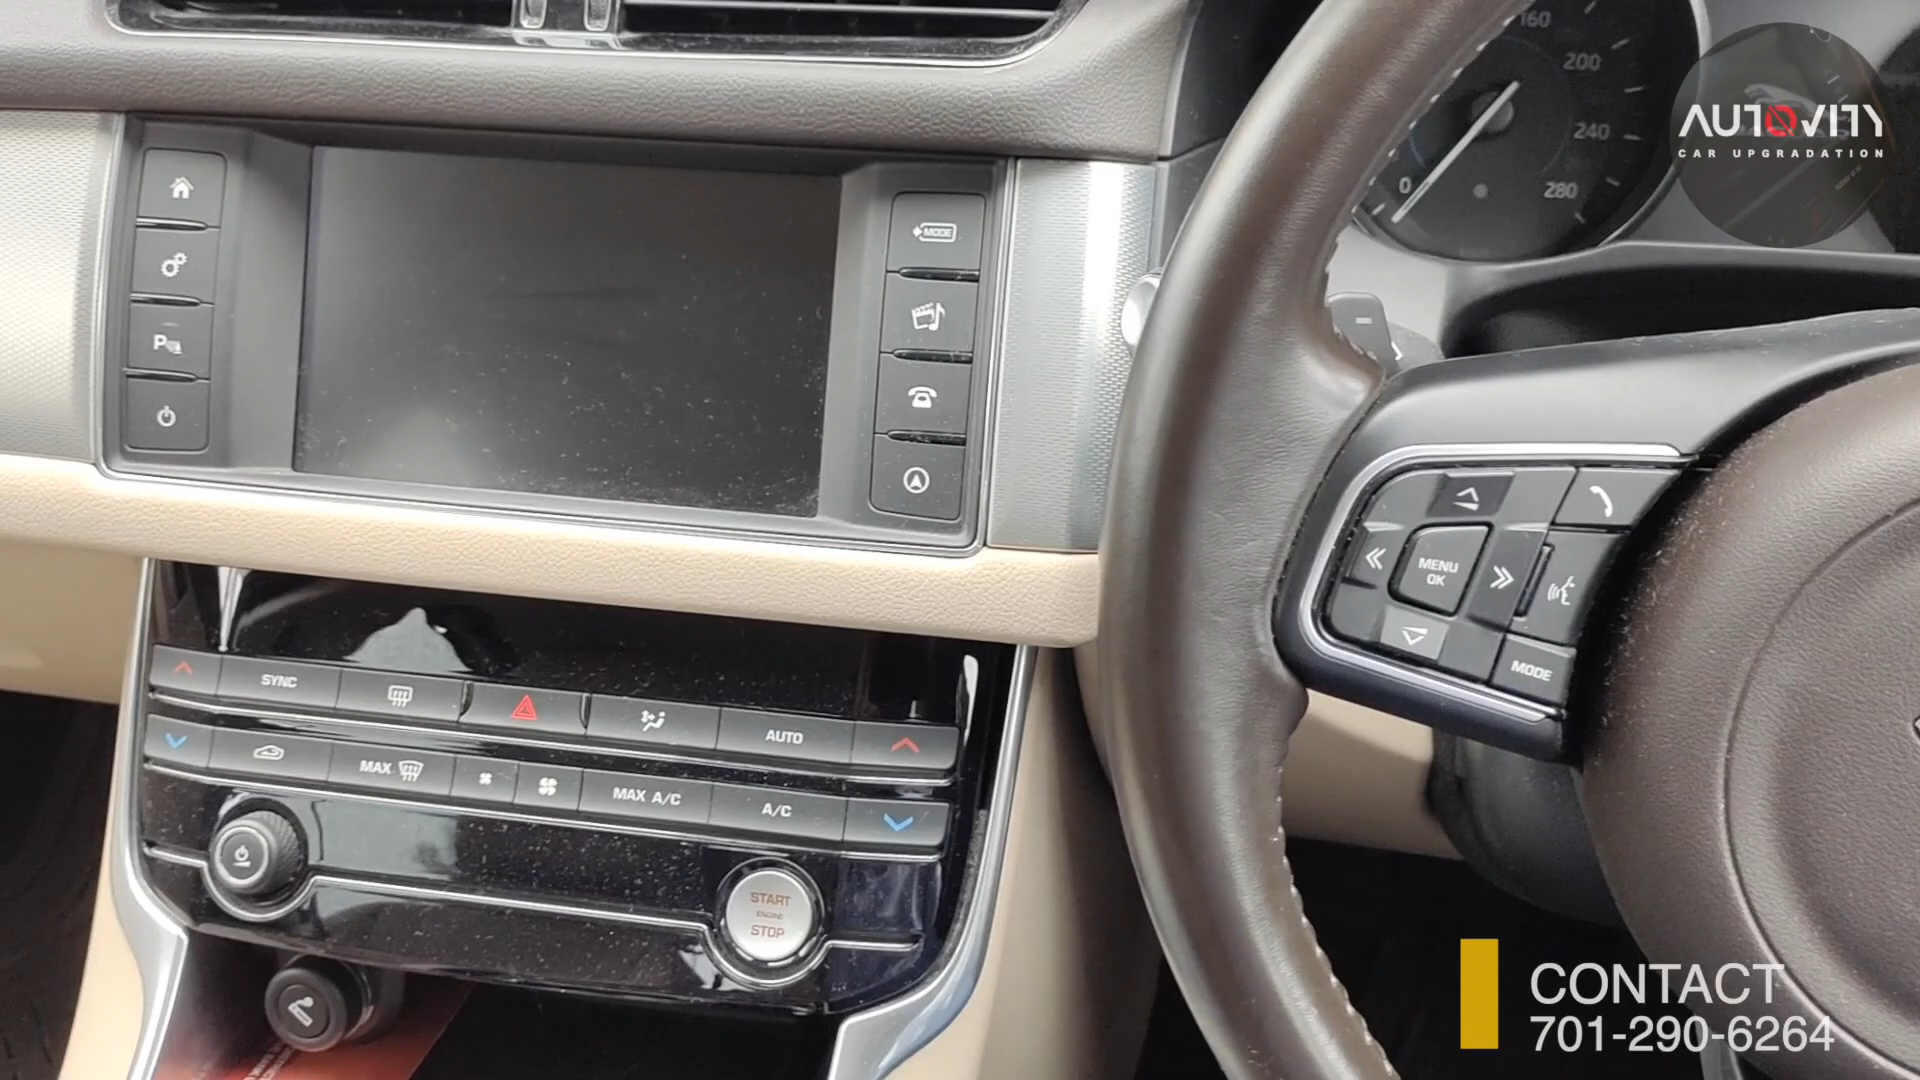 160
200
240
280
0
AUTOVITY
CAR UPGRADATION
MODE
P
MENU
OK
MODE
SYNC
AUTO
MAX
MAX A/C
A/C
START
ENGINE
STOP
CONTACT
701-290-6264